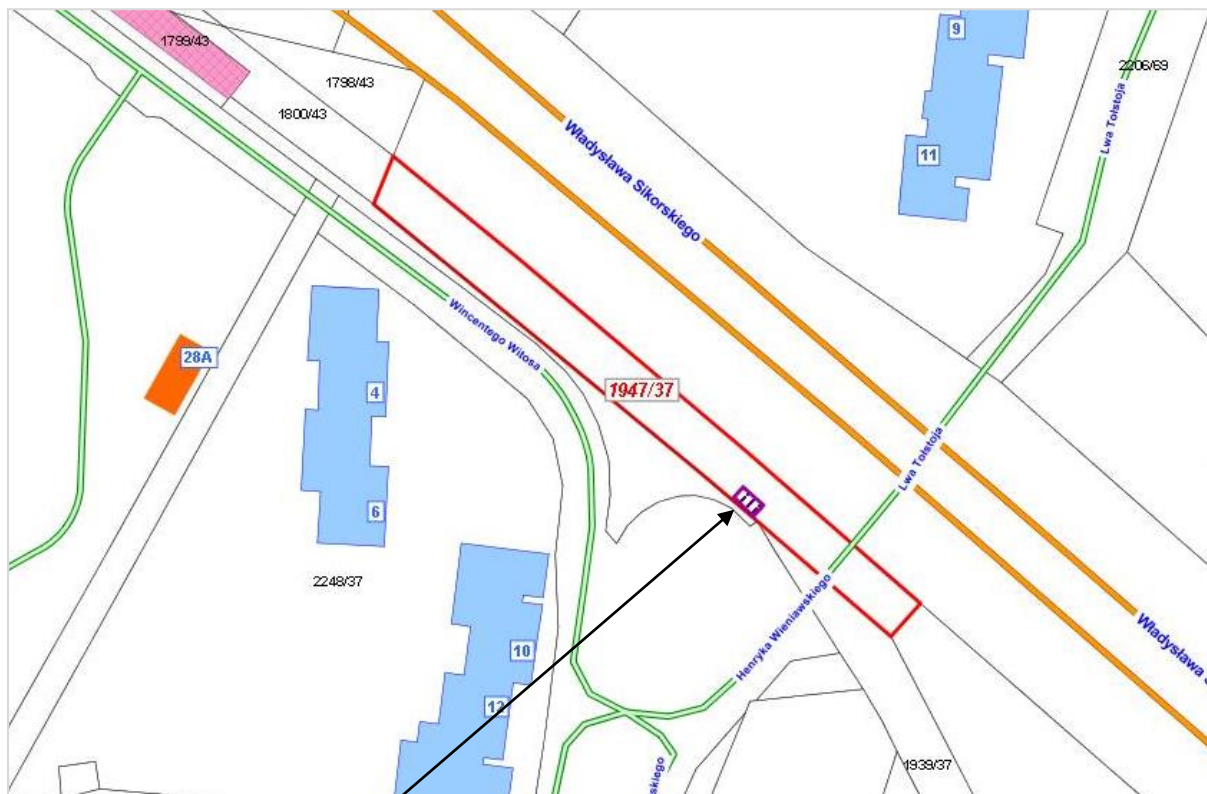 1799/43
9
2206/69
1798/43
1800/43
Władysława Sikorskiego
Lwa Tołstoja
11
Wincentego Witosa
28A
4
1947/37
Lwa Tołstoja
6
2248/37
Henryka Wieniawskiego
10
12
Władysława S
1939/37
skiego